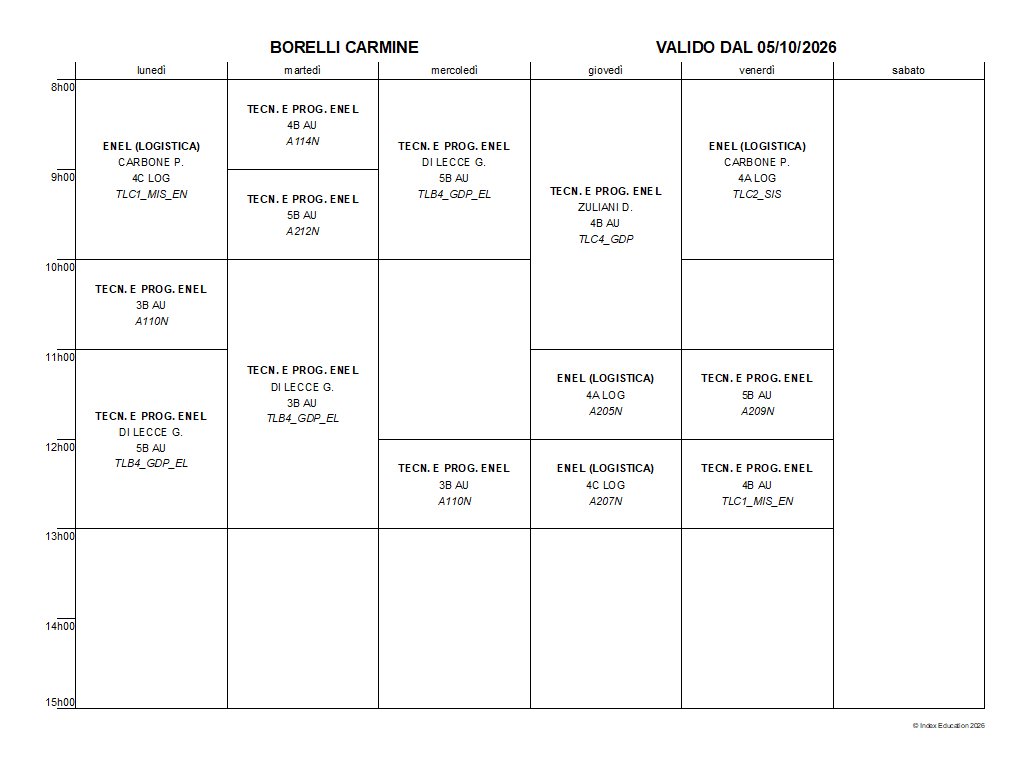 BORELLI CARMINE
VALIDO DAL 05/10/2026
lunedì
martedì
mercoledì
giovedì
venerdì
sabato
8h00
9h00
10h00
11h00
12h00
13h00
14h00
15h00
ENEL (LOGISTICA)
CARBONE P.
4C LOG
TLC1_MIS_EN
TECN. E PROG. ENEL
3B AU
A110N
TECN. E PROG. ENEL
DI LECCE G.
5B AU
TLB4_GDP_EL
TECN. E PROG. ENEL
4B AU
A114N
TECN. E PROG. ENEL
5B AU
A212N
TECN. E PROG. ENEL
DI LECCE G.
3B AU
TLB4_GDP_EL
TECN. E PROG. ENEL
DI LECCE G.
5B AU
TLB4_GDP_EL
TECN. E PROG. ENEL
3B AU
A110N
TECN. E PROG. ENEL
ZULIANI D.
4B AU
TLC4_GDP
ENEL (LOGISTICA)
4A LOG
A205N
ENEL (LOGISTICA)
4C LOG
A207N
ENEL (LOGISTICA)
CARBONE P.
4A LOG
TLC2_SIS
TECN. E PROG. ENEL
5B AU
A209N
TECN. E PROG. ENEL
4B AU
TLC1_MIS_EN
© Index Education 2026